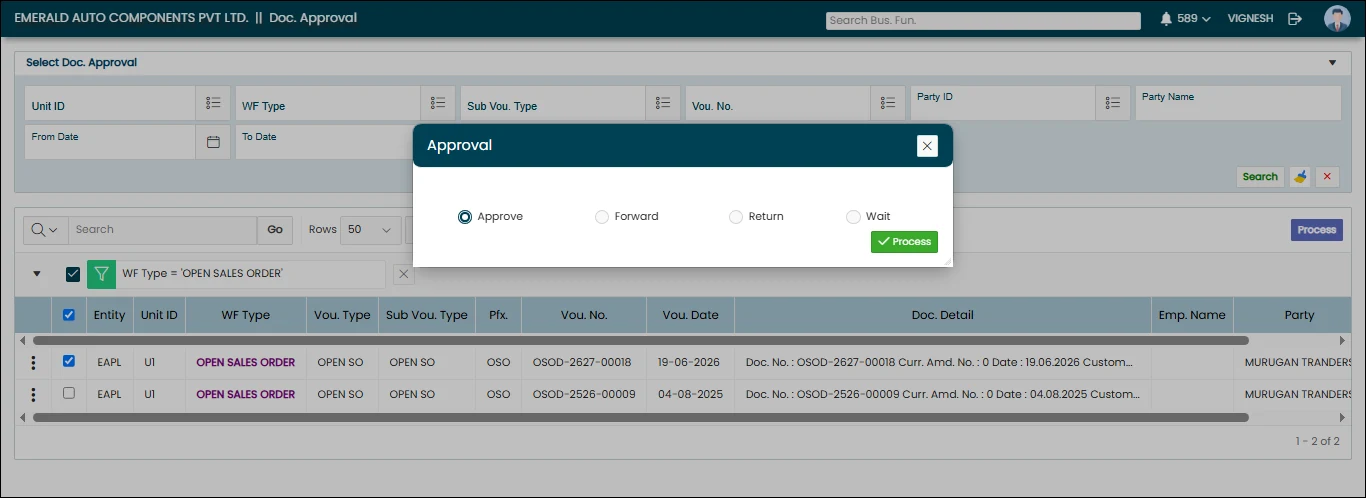 EMERALD AUTO COMPONENTS PVT LTD. || Doc. Approval Search Bus. Fun. 589 VIGNESH
Select Doc. Approval
Unit ID WF Type Sub Vou. Type Vou. No. Party ID Party Name
From Date To Date
Approval
Search
Approve Forward Return Wait
Search Go Rows 50 Process
Process
WF Type = 'OPEN SALES ORDER'
Entity Unit ID WF Type Vou. Type Sub Vou. Type Pfx. Vou. No. Vou. Date Doc. Detail Emp. Name Party
EAPL U1 OPEN SALES ORDER OPEN SO OPEN SO OSO OSOD-2627-00018 19-06-2026 Doc. No. : OSOD-2627-00018 Curr. Amd. No. : 0 Date : 19.06.2026 Custom... MURUGAN TRANDERS
EAPL U1 OPEN SALES ORDER OPEN SO OPEN SO OSO OSOD-2526-00009 04-08-2025 Doc. No. : OSOD-2526-00009 Curr. Amd. No. : 0 Date : 04.08.2025 Custom... MURUGAN TRANDERS
1 - 2 of 2